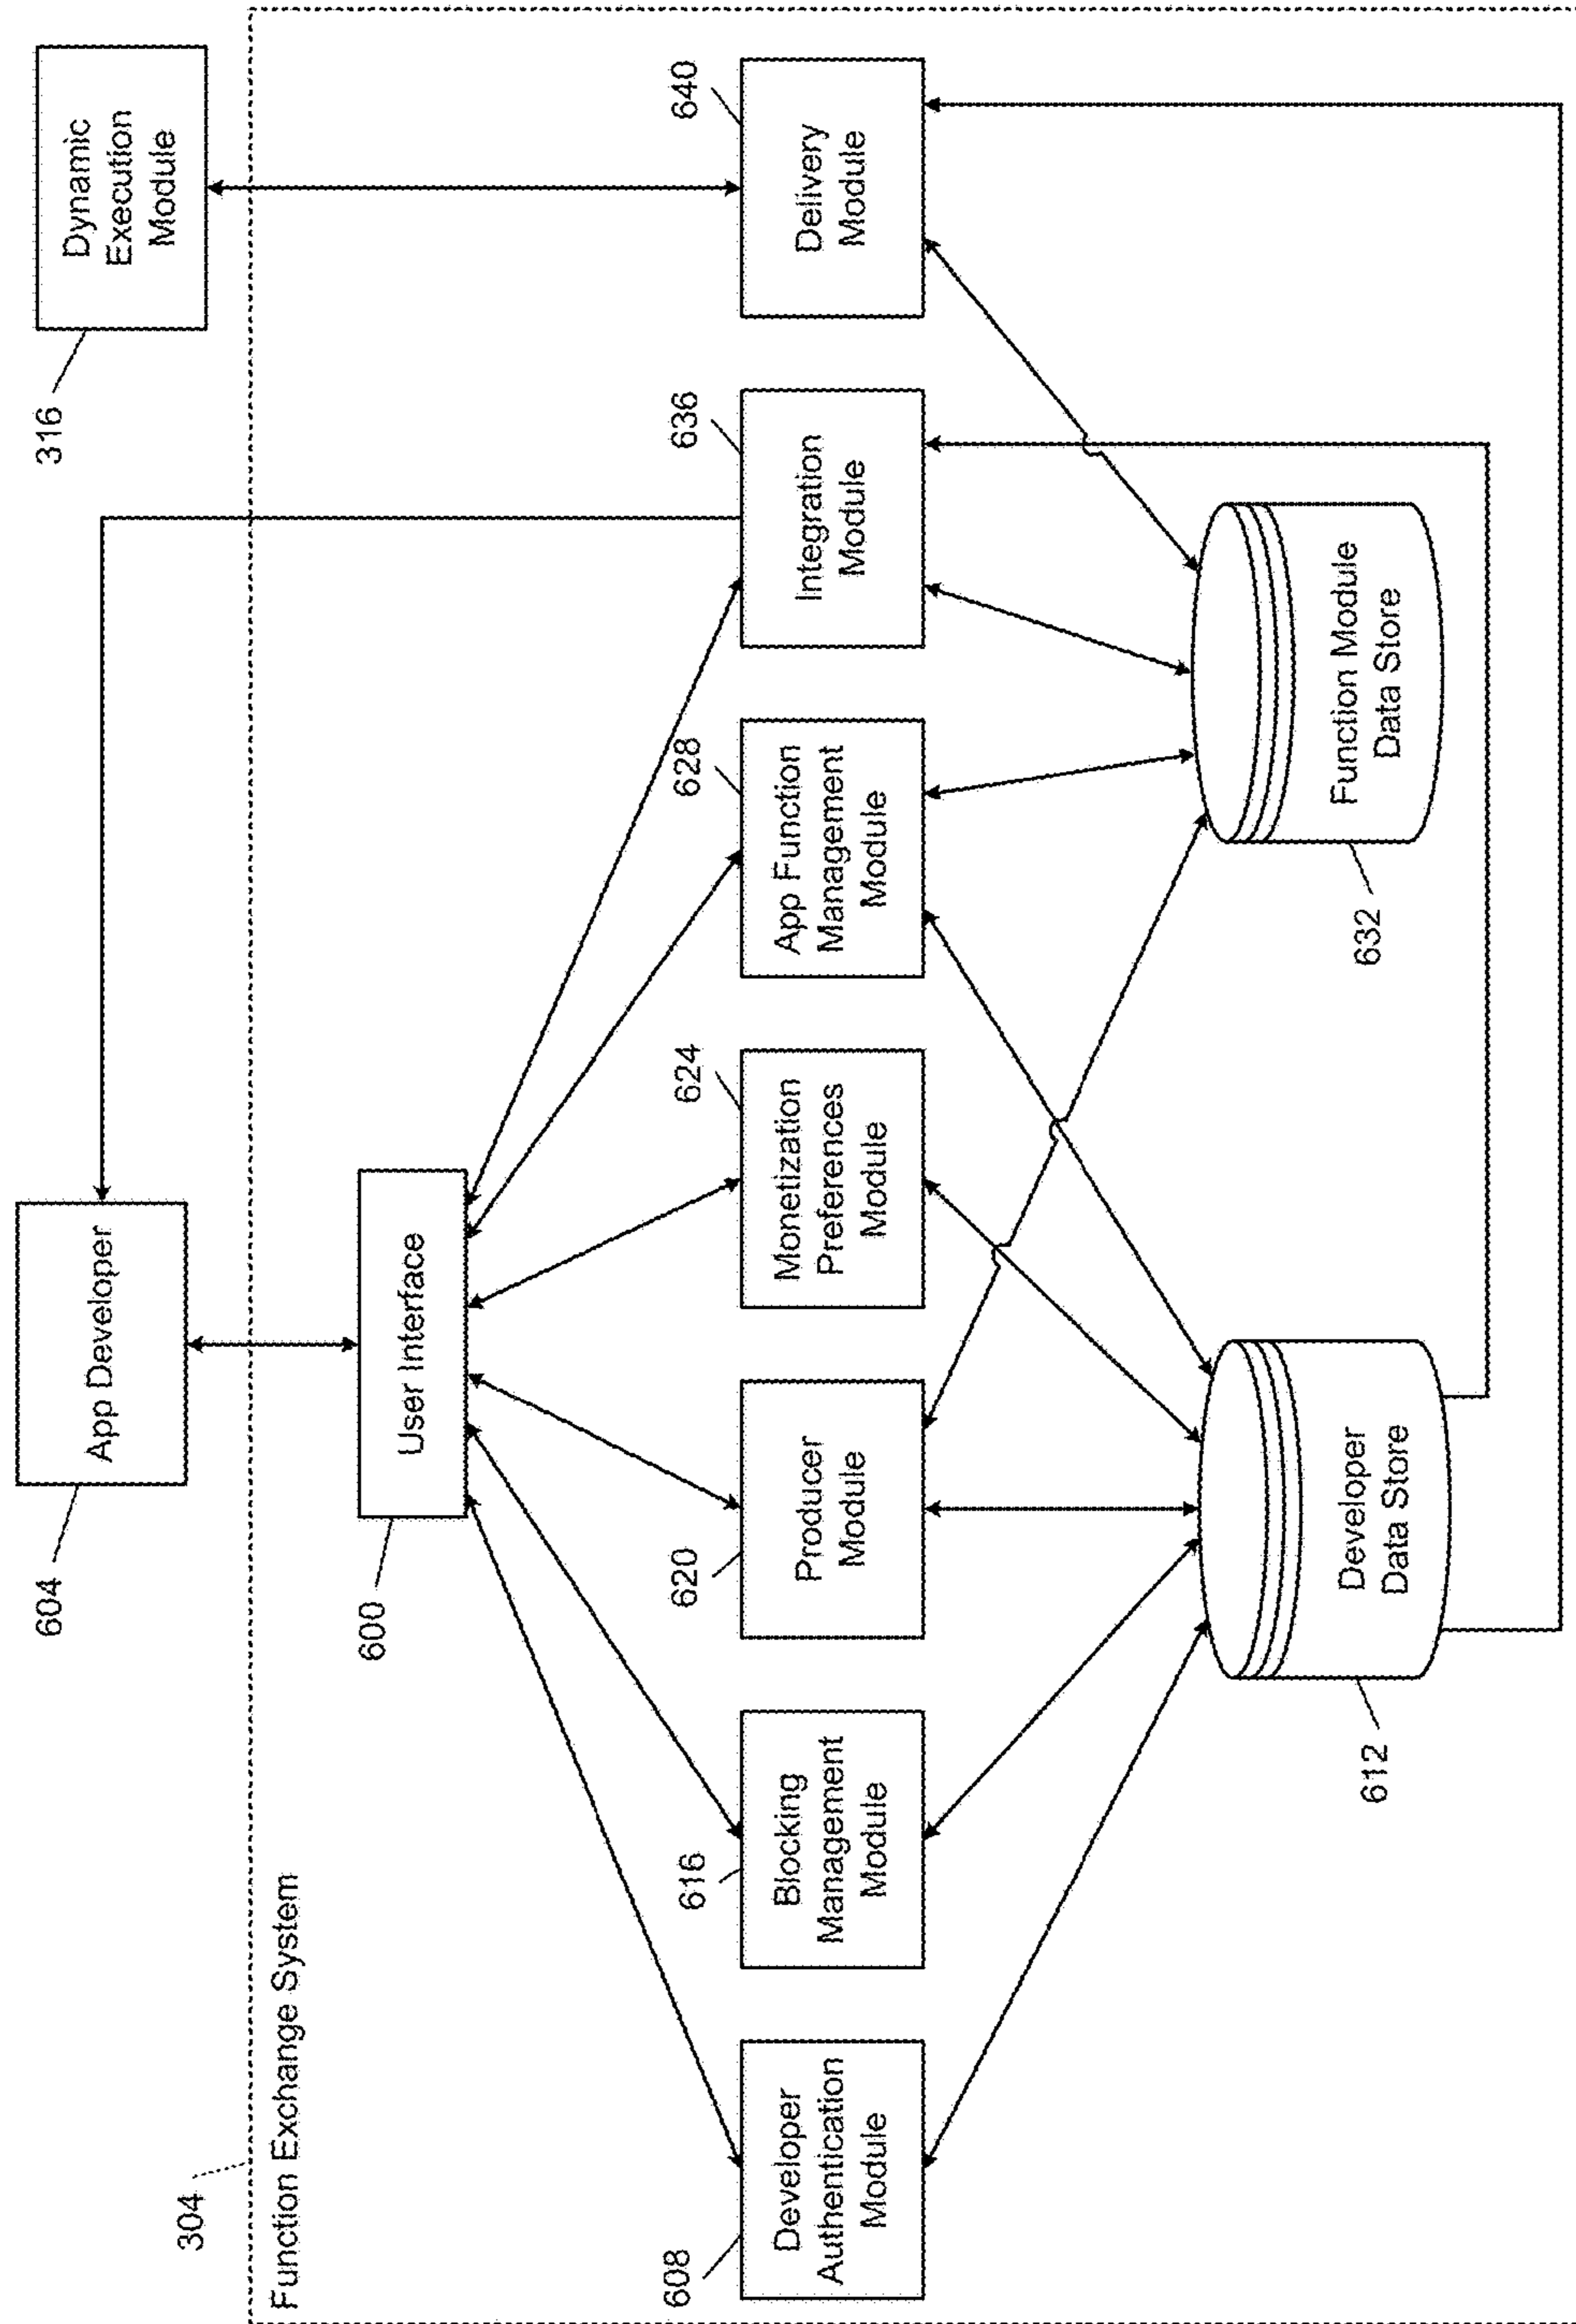 604
App Developer
316
Dynamic
Execution
Module
304
Function Exchange System
600
User Interface
608
Developer
Authentication
Module
616
Blocking
Management
Module
620
Producer
Module
624
Monetization
Preferences
Module
628
App Function
Management
Module
636
Integration
Module
640
Delivery
Module
612
Developer
Data Store
632
Function Module
Data Store